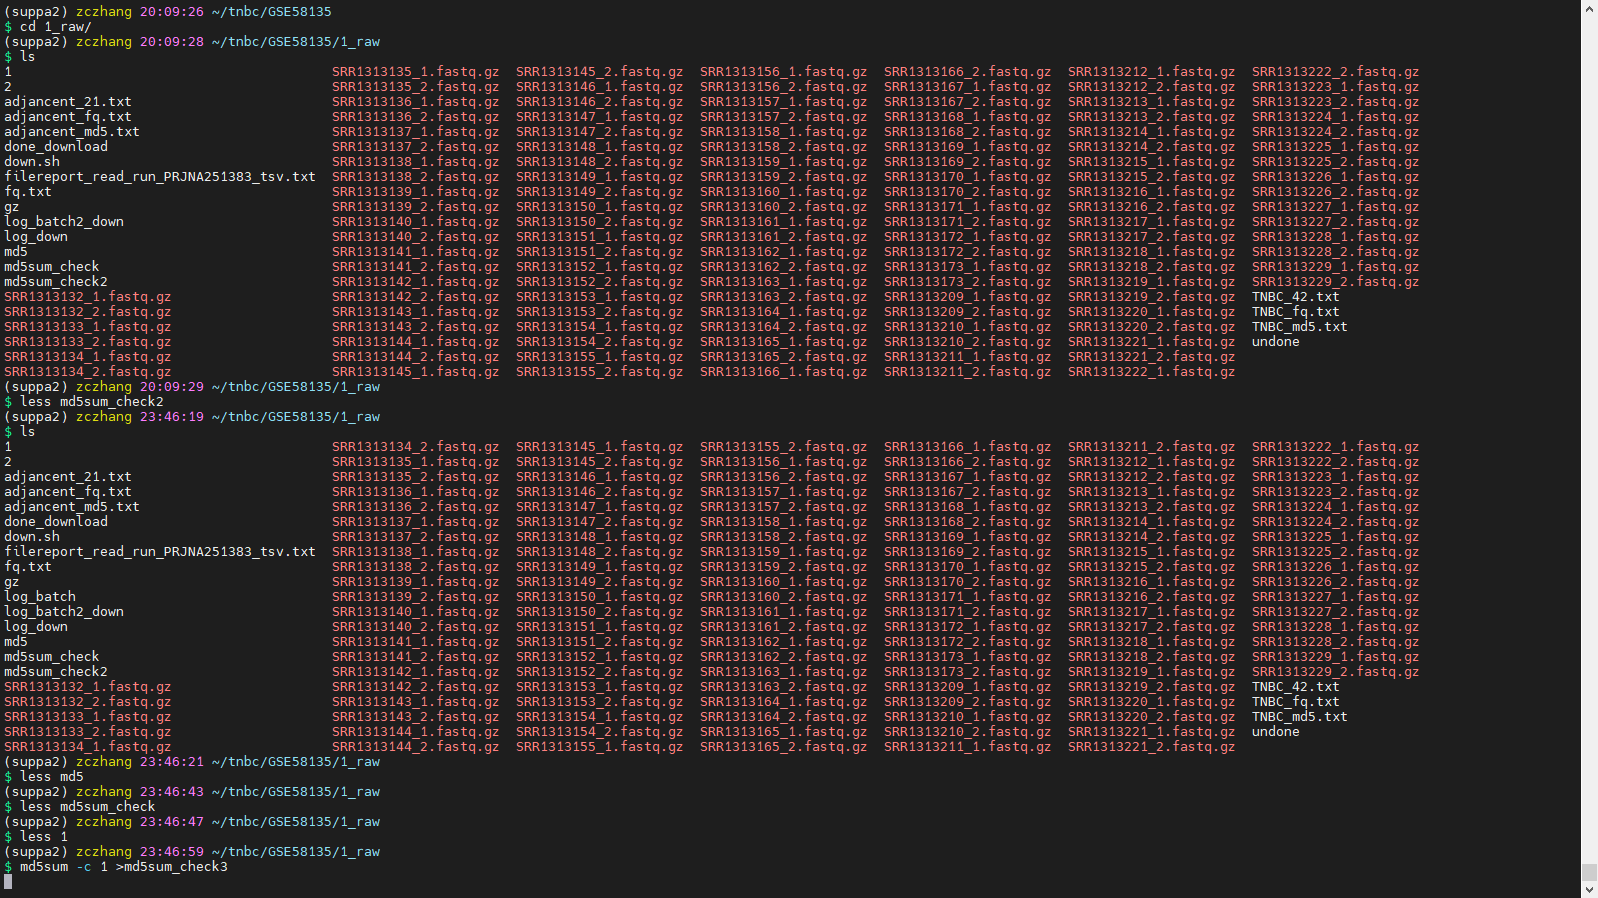 (suppa2) zczhang 20:09:26 ~/tnbc/GSE58135
$ cd 1_raw/
(suppa2) zczhang 20:09:28 ~/tnbc/GSE58135/1_raw
$ ls
1 SRR1313135_1.fastq.gz SRR1313145_2.fastq.gz SRR1313156_1.fastq.gz SRR1313166_2.fastq.gz SRR1313212_1.fastq.gz SRR1313222_2.fastq.gz
2 SRR1313135_2.fastq.gz SRR1313146_1.fastq.gz SRR1313156_2.fastq.gz SRR1313167_1.fastq.gz SRR1313212_2.fastq.gz SRR1313223_1.fastq.gz
adjancent_21.txt SRR1313136_1.fastq.gz SRR1313146_2.fastq.gz SRR1313157_1.fastq.gz SRR1313167_2.fastq.gz SRR1313213_1.fastq.gz SRR1313223_2.fastq.gz
adjancent_fq.txt SRR1313136_2.fastq.gz SRR1313147_1.fastq.gz SRR1313157_2.fastq.gz SRR1313168_1.fastq.gz SRR1313213_2.fastq.gz SRR1313224_1.fastq.gz
adjancent_md5.txt SRR1313137_1.fastq.gz SRR1313147_2.fastq.gz SRR1313158_1.fastq.gz SRR1313168_2.fastq.gz SRR1313214_1.fastq.gz SRR1313224_2.fastq.gz
done_download SRR1313137_2.fastq.gz SRR1313148_1.fastq.gz SRR1313158_2.fastq.gz SRR1313169_1.fastq.gz SRR1313214_2.fastq.gz SRR1313225_1.fastq.gz
down.sh SRR1313138_1.fastq.gz SRR1313148_2.fastq.gz SRR1313159_1.fastq.gz SRR1313169_2.fastq.gz SRR1313215_1.fastq.gz SRR1313225_2.fastq.gz
filereport_read_run_PRJNA251383_tsv.txt SRR1313138_2.fastq.gz SRR1313149_1.fastq.gz SRR1313159_2.fastq.gz SRR1313170_1.fastq.gz SRR1313215_2.fastq.gz SRR1313226_1.fastq.gz
fq.txt SRR1313139_1.fastq.gz SRR1313149_2.fastq.gz SRR1313160_1.fastq.gz SRR1313170_2.fastq.gz SRR1313216_1.fastq.gz SRR1313226_2.fastq.gz
gz SRR1313139_2.fastq.gz SRR1313150_1.fastq.gz SRR1313160_2.fastq.gz SRR1313171_1.fastq.gz SRR1313216_2.fastq.gz SRR1313227_1.fastq.gz
log_batch2_down SRR1313140_1.fastq.gz SRR1313150_2.fastq.gz SRR1313161_1.fastq.gz SRR1313171_2.fastq.gz SRR1313217_1.fastq.gz SRR1313227_2.fastq.gz
log_down SRR1313140_2.fastq.gz SRR1313151_1.fastq.gz SRR1313161_2.fastq.gz SRR1313172_1.fastq.gz SRR1313217_2.fastq.gz SRR1313228_1.fastq.gz
md5 SRR1313141_1.fastq.gz SRR1313151_2.fastq.gz SRR1313162_1.fastq.gz SRR1313172_2.fastq.gz SRR1313218_1.fastq.gz SRR1313228_2.fastq.gz
md5sum_check SRR1313141_2.fastq.gz SRR1313152_1.fastq.gz SRR1313162_2.fastq.gz SRR1313173_1.fastq.gz SRR1313218_2.fastq.gz SRR1313229_1.fastq.gz
md5sum_check2 SRR1313142_1.fastq.gz SRR1313152_2.fastq.gz SRR1313163_1.fastq.gz SRR1313173_2.fastq.gz SRR1313219_1.fastq.gz SRR1313229_2.fastq.gz
SRR1313132_1.fastq.gz SRR1313142_2.fastq.gz SRR1313153_1.fastq.gz SRR1313163_2.fastq.gz SRR1313209_1.fastq.gz SRR1313219_2.fastq.gz TNBC_42.txt
SRR1313132_2.fastq.gz SRR1313143_1.fastq.gz SRR1313153_2.fastq.gz SRR1313164_1.fastq.gz SRR1313209_2.fastq.gz SRR1313220_1.fastq.gz TNBC_fq.txt
SRR1313133_1.fastq.gz SRR1313143_2.fastq.gz SRR1313154_1.fastq.gz SRR1313164_2.fastq.gz SRR1313210_1.fastq.gz SRR1313220_2.fastq.gz TNBC_md5.txt
SRR1313133_2.fastq.gz SRR1313144_1.fastq.gz SRR1313154_2.fastq.gz SRR1313165_1.fastq.gz SRR1313210_2.fastq.gz SRR1313221_1.fastq.gz undone
SRR1313134_1.fastq.gz SRR1313144_2.fastq.gz SRR1313155_1.fastq.gz SRR1313165_2.fastq.gz SRR1313211_1.fastq.gz SRR1313221_2.fastq.gz
SRR1313134_2.fastq.gz SRR1313145_1.fastq.gz SRR1313155_2.fastq.gz SRR1313166_1.fastq.gz SRR1313211_2.fastq.gz SRR1313222_1.fastq.gz
(suppa2) zczhang 20:09:29 ~/tnbc/GSE58135/1_raw
$ less md5sum_check2
(suppa2) zczhang 23:46:19 ~/tnbc/GSE58135/1_raw
$ ls
1 SRR1313134_2.fastq.gz SRR1313145_1.fastq.gz SRR1313155_2.fastq.gz SRR1313166_1.fastq.gz SRR1313211_2.fastq.gz SRR1313222_1.fastq.gz
2 SRR1313135_1.fastq.gz SRR1313145_2.fastq.gz SRR1313156_1.fastq.gz SRR1313166_2.fastq.gz SRR1313212_1.fastq.gz SRR1313222_2.fastq.gz
adjancent_21.txt SRR1313135_2.fastq.gz SRR1313146_1.fastq.gz SRR1313156_2.fastq.gz SRR1313167_1.fastq.gz SRR1313212_2.fastq.gz SRR1313223_1.fastq.gz
adjancent_fq.txt SRR1313136_1.fastq.gz SRR1313146_2.fastq.gz SRR1313157_1.fastq.gz SRR1313167_2.fastq.gz SRR1313213_1.fastq.gz SRR1313223_2.fastq.gz
adjancent_md5.txt SRR1313136_2.fastq.gz SRR1313147_1.fastq.gz SRR1313157_2.fastq.gz SRR1313168_1.fastq.gz SRR1313213_2.fastq.gz SRR1313224_1.fastq.gz
done_download SRR1313137_1.fastq.gz SRR1313147_2.fastq.gz SRR1313158_1.fastq.gz SRR1313168_2.fastq.gz SRR1313214_1.fastq.gz SRR1313224_2.fastq.gz
down.sh SRR1313137_2.fastq.gz SRR1313148_1.fastq.gz SRR1313158_2.fastq.gz SRR1313169_1.fastq.gz SRR1313214_2.fastq.gz SRR1313225_1.fastq.gz
filereport_read_run_PRJNA251383_tsv.txt SRR1313138_1.fastq.gz SRR1313148_2.fastq.gz SRR1313159_1.fastq.gz SRR1313169_2.fastq.gz SRR1313215_1.fastq.gz SRR1313225_2.fastq.gz
fq.txt SRR1313138_2.fastq.gz SRR1313149_1.fastq.gz SRR1313159_2.fastq.gz SRR1313170_1.fastq.gz SRR1313215_2.fastq.gz SRR1313226_1.fastq.gz
gz SRR1313139_1.fastq.gz SRR1313149_2.fastq.gz SRR1313160_1.fastq.gz SRR1313170_2.fastq.gz SRR1313216_1.fastq.gz SRR1313226_2.fastq.gz
log_batch SRR1313139_2.fastq.gz SRR1313150_1.fastq.gz SRR1313160_2.fastq.gz SRR1313171_1.fastq.gz SRR1313216_2.fastq.gz SRR1313227_1.fastq.gz
log_batch2_down SRR1313140_1.fastq.gz SRR1313150_2.fastq.gz SRR1313161_1.fastq.gz SRR1313171_2.fastq.gz SRR1313217_1.fastq.gz SRR1313227_2.fastq.gz
log_down SRR1313140_2.fastq.gz SRR1313151_1.fastq.gz SRR1313161_2.fastq.gz SRR1313172_1.fastq.gz SRR1313217_2.fastq.gz SRR1313228_1.fastq.gz
md5 SRR1313141_1.fastq.gz SRR1313151_2.fastq.gz SRR1313162_1.fastq.gz SRR1313172_2.fastq.gz SRR1313218_1.fastq.gz SRR1313228_2.fastq.gz
md5sum_check SRR1313141_2.fastq.gz SRR1313152_1.fastq.gz SRR1313162_2.fastq.gz SRR1313173_1.fastq.gz SRR1313218_2.fastq.gz SRR1313229_1.fastq.gz
md5sum_check2 SRR1313142_1.fastq.gz SRR1313152_2.fastq.gz SRR1313163_1.fastq.gz SRR1313173_2.fastq.gz SRR1313219_1.fastq.gz SRR1313229_2.fastq.gz
SRR1313132_1.fastq.gz SRR1313142_2.fastq.gz SRR1313153_1.fastq.gz SRR1313163_2.fastq.gz SRR1313209_1.fastq.gz SRR1313219_2.fastq.gz TNBC_42.txt
SRR1313132_2.fastq.gz SRR1313143_1.fastq.gz SRR1313153_2.fastq.gz SRR1313164_1.fastq.gz SRR1313209_2.fastq.gz SRR1313220_1.fastq.gz TNBC_fq.txt
SRR1313133_1.fastq.gz SRR1313143_2.fastq.gz SRR1313154_1.fastq.gz SRR1313164_2.fastq.gz SRR1313210_1.fastq.gz SRR1313220_2.fastq.gz TNBC_md5.txt
SRR1313133_2.fastq.gz SRR1313144_1.fastq.gz SRR1313154_2.fastq.gz SRR1313165_1.fastq.gz SRR1313210_2.fastq.gz SRR1313221_1.fastq.gz undone
SRR1313134_1.fastq.gz SRR1313144_2.fastq.gz SRR1313155_1.fastq.gz SRR1313165_2.fastq.gz SRR1313211_1.fastq.gz SRR1313221_2.fastq.gz
(suppa2) zczhang 23:46:21 ~/tnbc/GSE58135/1_raw
$ less md5
(suppa2) zczhang 23:46:43 ~/tnbc/GSE58135/1_raw
$ less md5sum_check
(suppa2) zczhang 23:46:47 ~/tnbc/GSE58135/1_raw
$ less 1
(suppa2) zczhang 23:46:59 ~/tnbc/GSE58135/1_raw
$ md5sum -c 1 >md5sum_check3